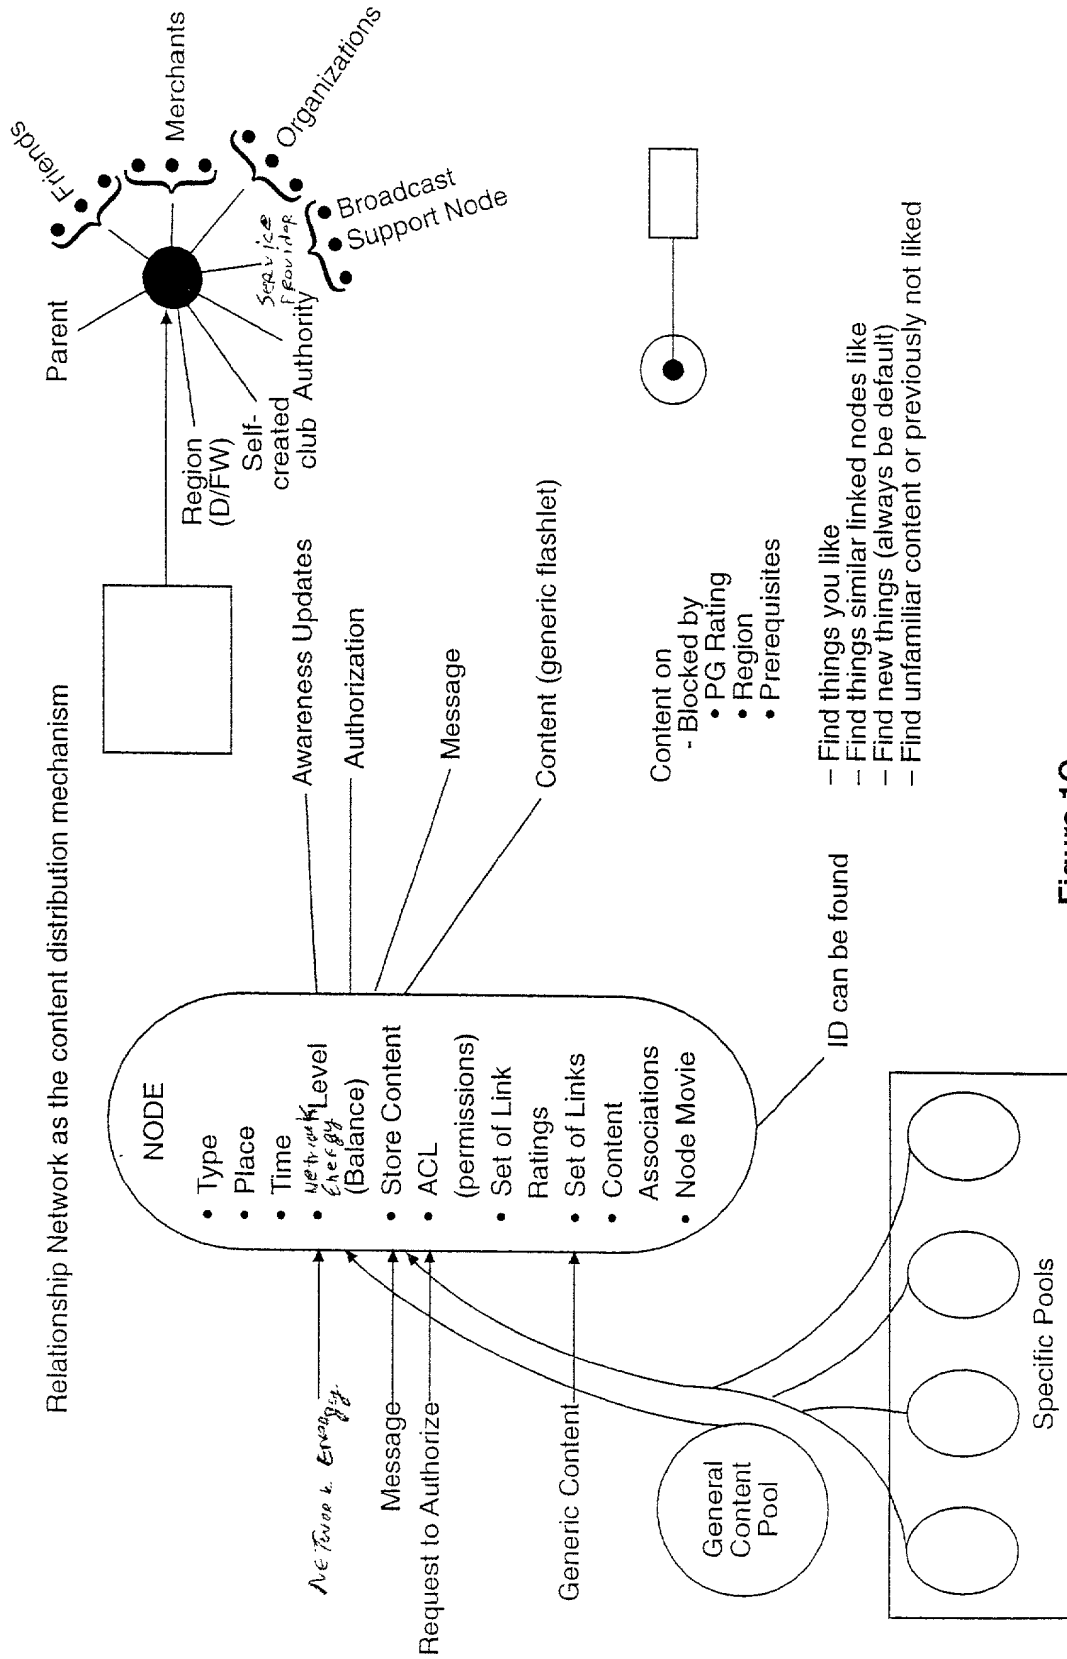 Relationship Network as the content distribution mechanism
NODE
• Type
• Place
• Time
• Network Level
Energy
(Balance)
• Store Content
• ACL
(permissions)
• Set of Link
Ratings
• Set of Links
• Content
Associations
• Node Movie
Network Energy
Message
Request to Authorize
Generic Content
General
Content
Pool
Specific Pools
Awareness Updates
Authorization
Message
Content (generic flashlet)
ID can be found
Parent
Friends
Merchants
Organizations
Service
Provider
Broadcast
Support Node
Authority
Self-
created
club
Region
(D/FW)
Content on
- Blocked by
• PG Rating
• Region
• Prerequisites
– Find things you like
– Find things similar linked nodes like
– Find new things (always be default)
– Find unfamiliar content or previously not liked